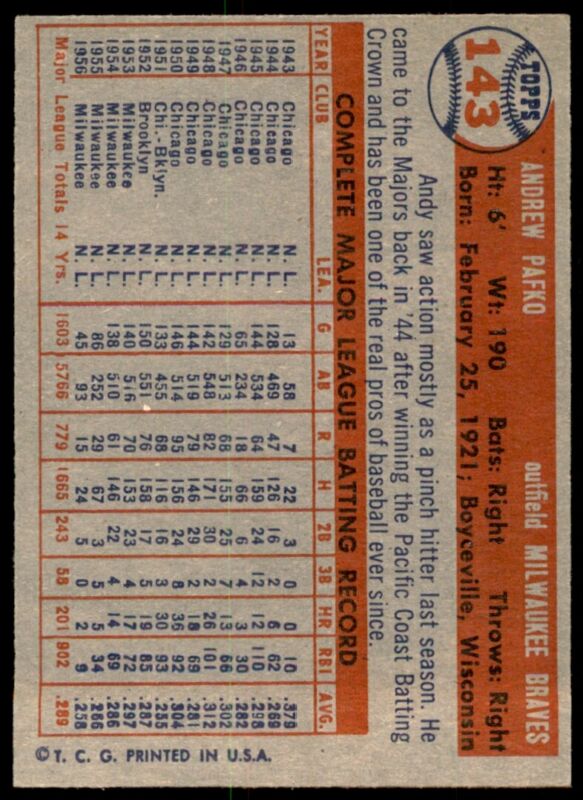 TOPPS
143
ANDREW PAFKO outfield MILWAUKEE BRAVES
Ht: 6' Wt: 190 Bats: Right Throws: Right
Born: February 25, 1921; Boyceville, Wisconsin
Andy saw action mostly as a pinch hitter last season. He
came to the Majors back in '44 after winning the Pacific Coast Batting
Crown and has been one of the real pros of baseball ever since.
COMPLETE MAJOR LEAGUE BATTING RECORD
YEAR CLUB LEA. G AB R H 2B 3B HR RBI AVG.
1943 Chicago N. L. 13 58 7 22 3 0 0 10 .379
1944 Chicago N. L. 128 469 47 126 16 2 6 62 .269
1945 Chicago N. L. 144 534 64 159 24 12 12 110 .298
1946 Chicago N. L. 65 234 18 66 6 4 3 30 .282
1947 Chicago N. L. 129 513 68 155 25 7 13 66 .302
1948 Chicago N. L. 142 548 82 171 30 2 26 101 .312
1949 Chicago N. L. 144 519 79 146 29 2 18 69 .281
1950 Chicago N. L. 146 514 95 156 24 8 36 92 .304
1951 Chi.-Bklyn. N. L. 133 455 68 116 16 3 30 93 .255
1952 Brooklyn N. L. 150 551 76 158 17 5 19 85 .287
1953 Milwaukee N. L. 140 516 70 153 23 4 17 72 .297
1954 Milwaukee N. L. 138 510 61 146 22 4 14 69 .286
1955 Milwaukee N. L. 86 252 29 67 3 5 5 34 .266
1956 Milwaukee N. L. 45 93 15 24 5 0 2 9 .258
Major League Totals 14 Yrs. 1603 5766 779 1665 243 58 201 902 .289
© T. C. G. PRINTED IN U.S.A.